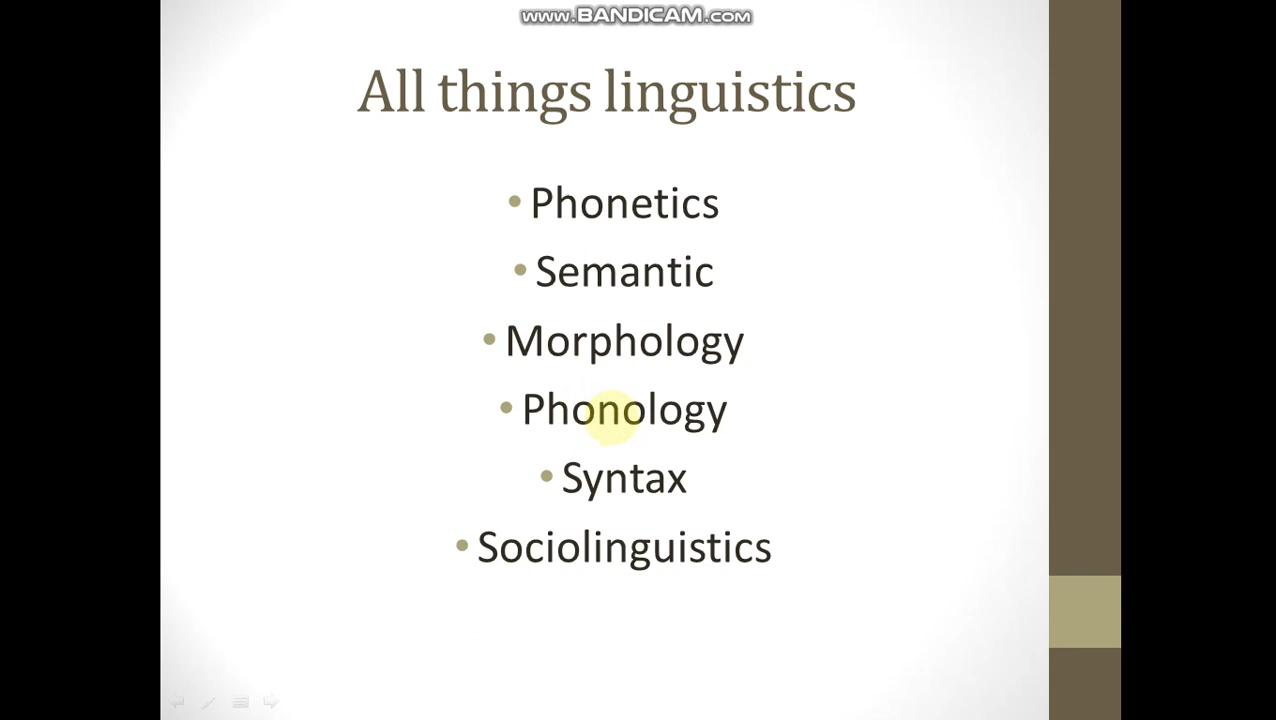 www.BANDICAM.com
All things linguistics
• Phonetics
• Semantic
• Morphology
• Phonology
• Syntax
• Sociolinguistics